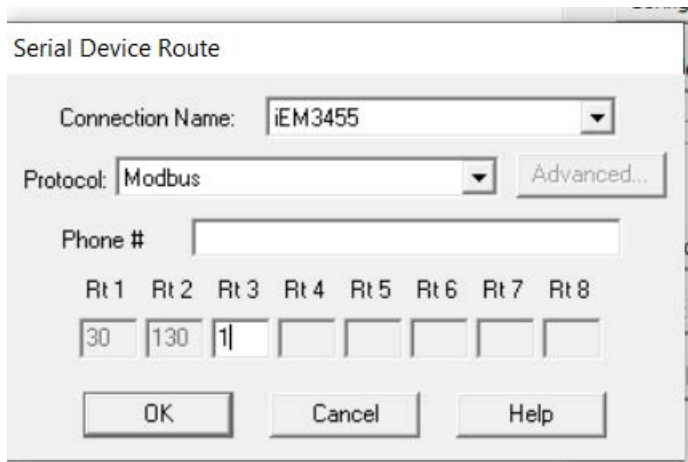 Serial Device Route
Connection Name: iEM3455
Protocol: Modbus Advanced...
Phone #
Rt 1 Rt 2 Rt 3 Rt 4 Rt 5 Rt 6 Rt 7 Rt 8
30 130 1
OK Cancel Help